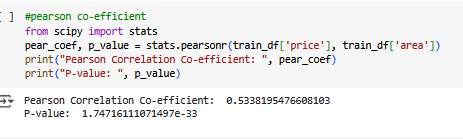 [ ] #pearson co-efficient
from scipy import stats
pear_coef, p_value = stats.pearsonr(train_df['price'], train_df['area'])
print("Pearson Correlation Co-efficient: ", pear_coef)
print("P-value: ", p_value)
Pearson Correlation Co-efficient:  0.5338195476608103
P-value:  1.74716111071497e-33